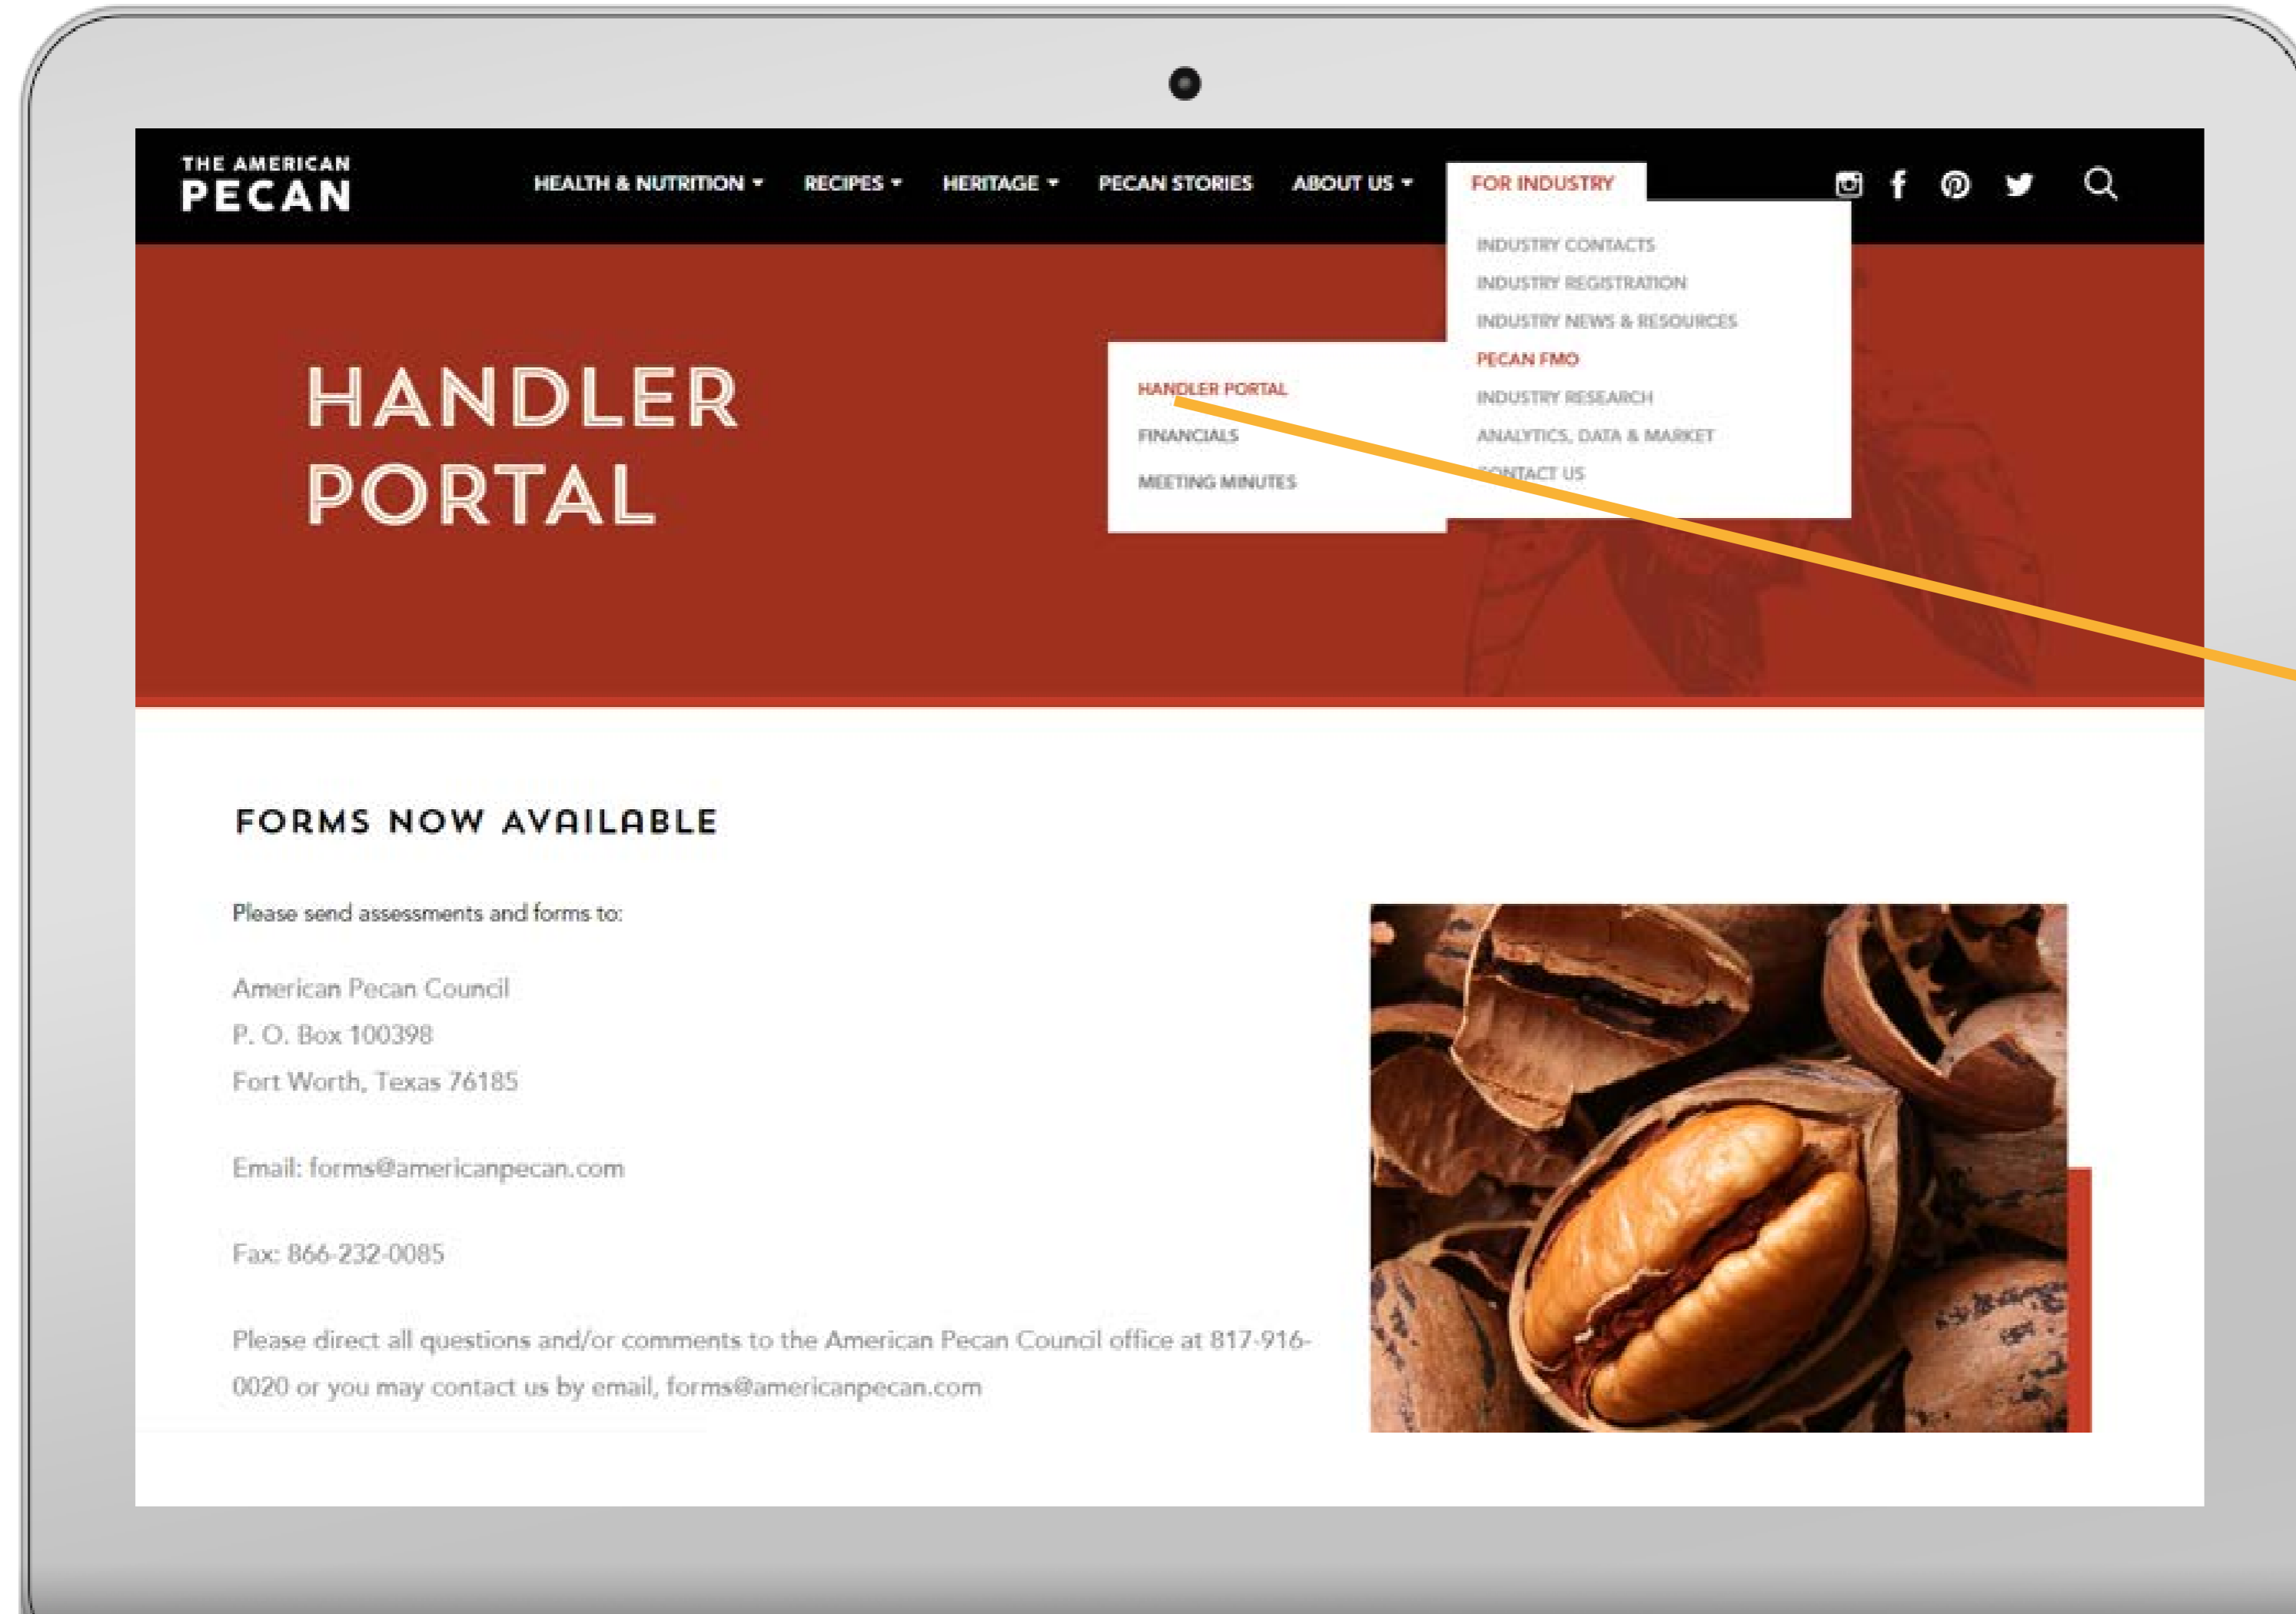 THE AMERICAN
PECAN
HEALTH & NUTRITION
RECIPES
HERITAGE
PECAN STORIES
ABOUT US
FOR INDUSTRY
INDUSTRY CONTACTS
INDUSTRY REGISTRATION
INDUSTRY NEWS & RESOURCES
PECAN FMO
INDUSTRY RESEARCH
ANALYTICS, DATA & MARKET
CONTACT US
HANDLER PORTAL
FINANCIALS
MEETING MINUTES
HANDLER
PORTAL
FORMS NOW AVAILABLE
Please send assessments and forms to:
American Pecan Council
P. O. Box 100398
Fort Worth, Texas 76185
Email: forms@americanpecan.com
Fax: 866-232-0085
Please direct all questions and/or comments to the American Pecan Council office at 817-916-
0020 or you may contact us by email, forms@americanpecan.com